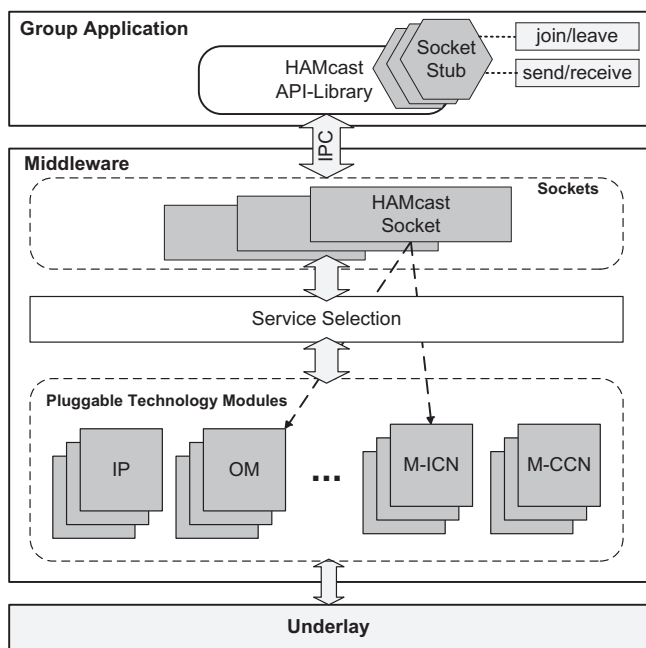 Group Application
HAMcast
API-Library
Socket
Stub
join/leave
send/receive
IPC
Middleware
Sockets
HAMcast
Socket
Service Selection
Pluggable Technology Modules
IP
OM
...
M-ICN
M-CCN
Underlay